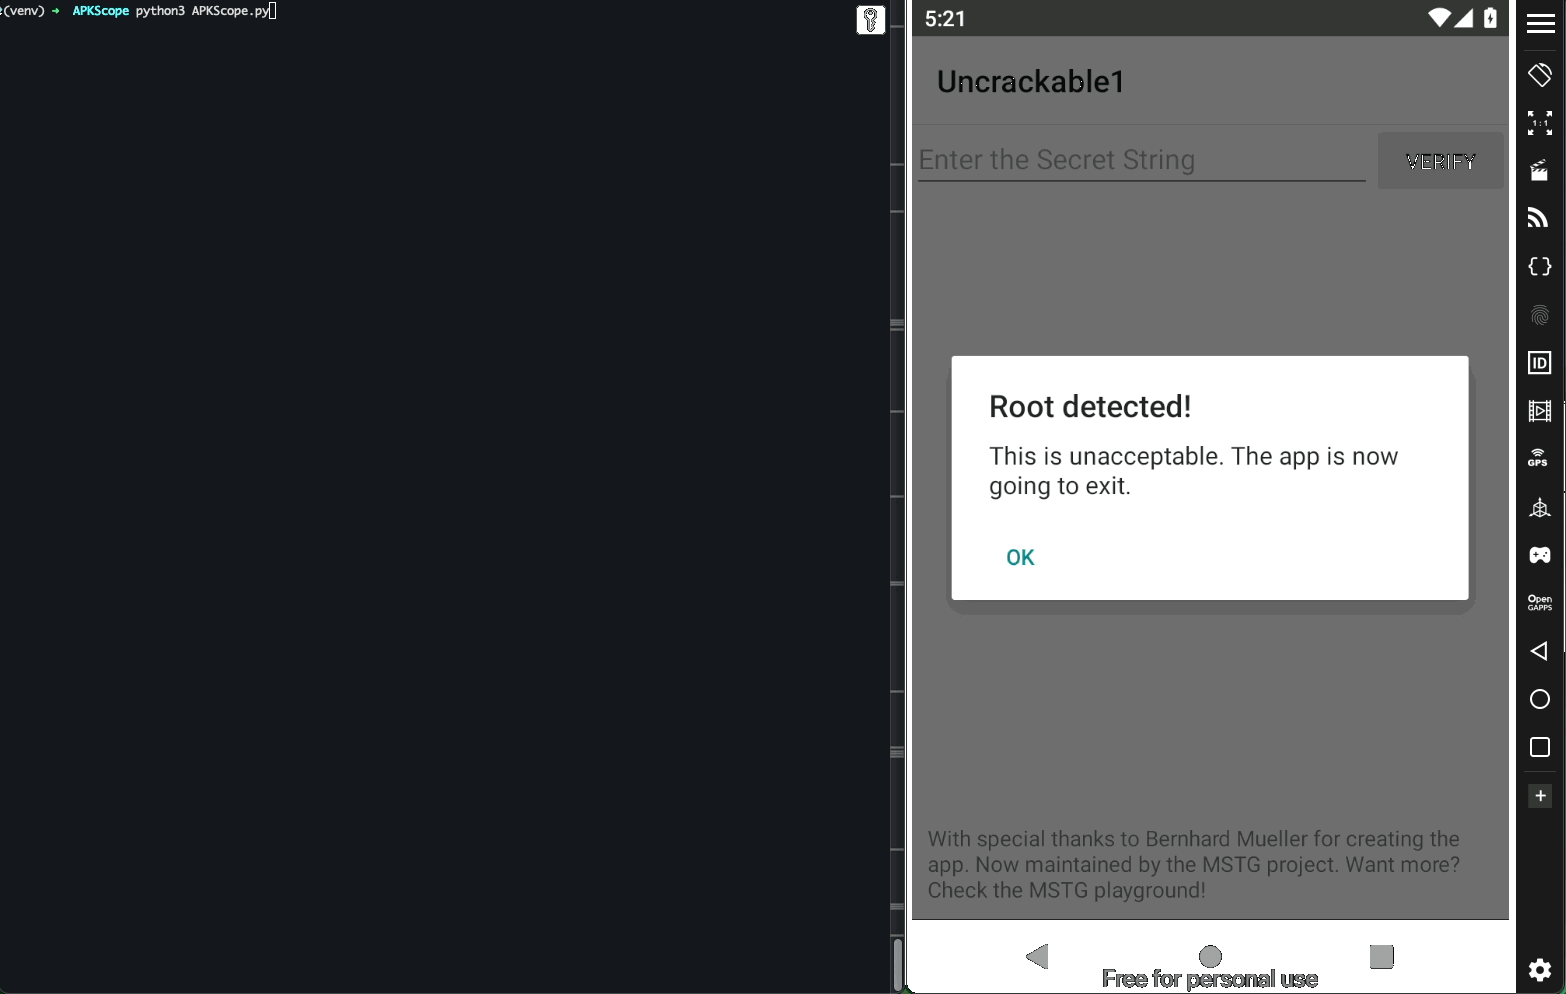 (venv) → APKScope python3 APKScope.py
5:21
Uncrackable1
Enter the Secret String
VERIFY
Root detected!
This is unacceptable. The app is now
going to exit.
OK
With special thanks to Bernhard Mueller for creating the
app. Now maintained by the MSTG project. Want more?
Check the MSTG playground!
Free for personal use
1:1
ID
GPS
Open
GAPPS